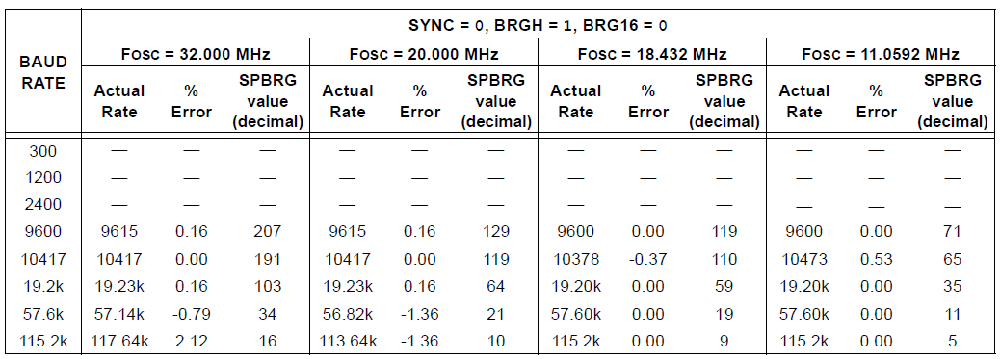 SYNC = 0, BRGH = 1, BRG16 = 0
BAUD RATE
Fosc = 32.000 MHz Fosc = 20.000 MHz Fosc = 18.432 MHz Fosc = 11.0592 MHz
Actual Rate % Error SPBRG value (decimal) Actual Rate % Error SPBRG value (decimal) Actual Rate % Error SPBRG value (decimal) Actual Rate % Error SPBRG value (decimal)
300 — — — — — — — — — — — —
1200 — — — — — — — — — — — —
2400 — — — — — — — — — — — —
9600 9615 0.16 207 9615 0.16 129 9600 0.00 119 9600 0.00 71
10417 10417 0.00 191 10417 0.00 119 10378 -0.37 110 10473 0.53 65
19.2k 19.23k 0.16 103 19.23k 0.16 64 19.20k 0.00 59 19.20k 0.00 35
57.6k 57.14k -0.79 34 56.82k -1.36 21 57.60k 0.00 19 57.60k 0.00 11
115.2k 117.64k 2.12 16 113.64k -1.36 10 115.2k 0.00 9 115.2k 0.00 5